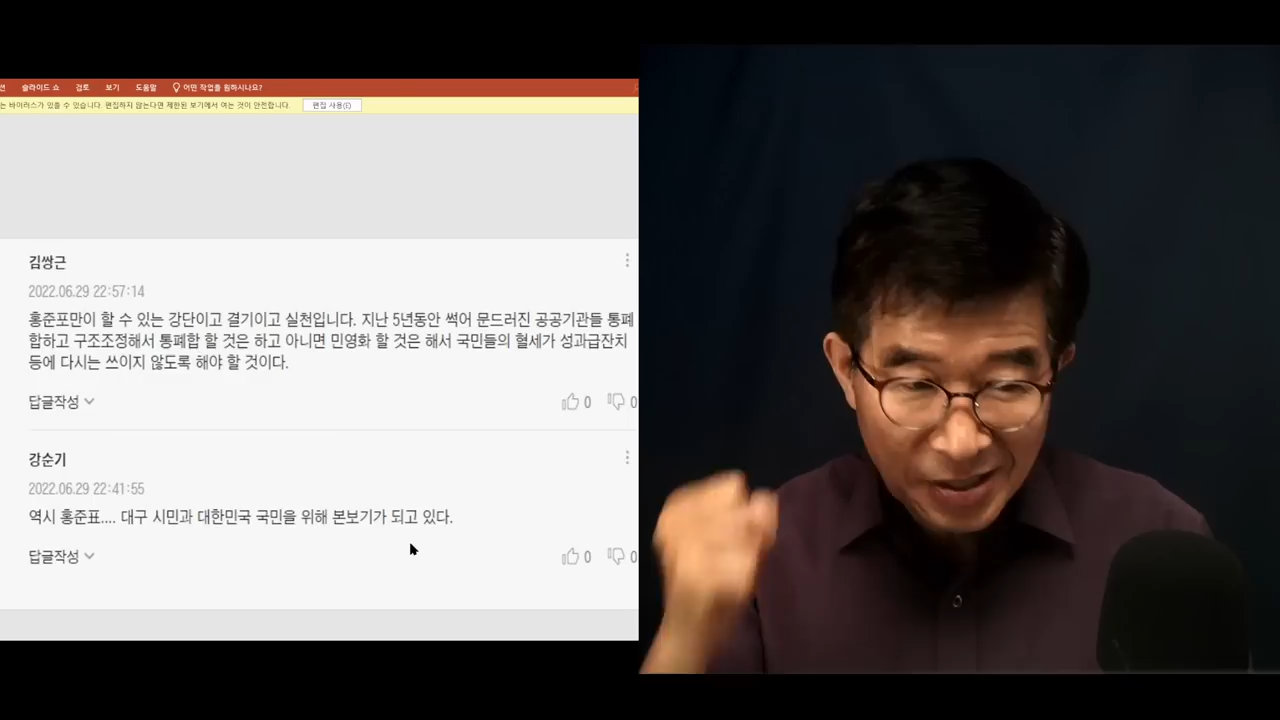 슬라이드 쇼 검토 보기 도움말 어떤 작업을 원하시나요?
는 바이러스가 있을 수 있습니다. 편집하지 않는다면 제한된 보기에서 여는 것이 안전합니다. 편집 사용(E)
김쌍근
2022.06.29 22:57:14
홍준포만이 할 수 있는 강단이고 결기이고 실천입니다. 지난 5년동안 썩어 문드러진 공공기관들 통폐
합하고 구조조정해서 통폐합 할 것은 하고 아니면 민영화 할 것은 해서 국민들의 혈세가 성과급잔치
등에 다시는 쓰이지 않도록 해야 할 것이다.
답글작성 0 0
강순기
2022.06.29 22:41:55
역시 홍준표.... 대구 시민과 대한민국 국민을 위해 본보기가 되고 있다.
답글작성 0 0